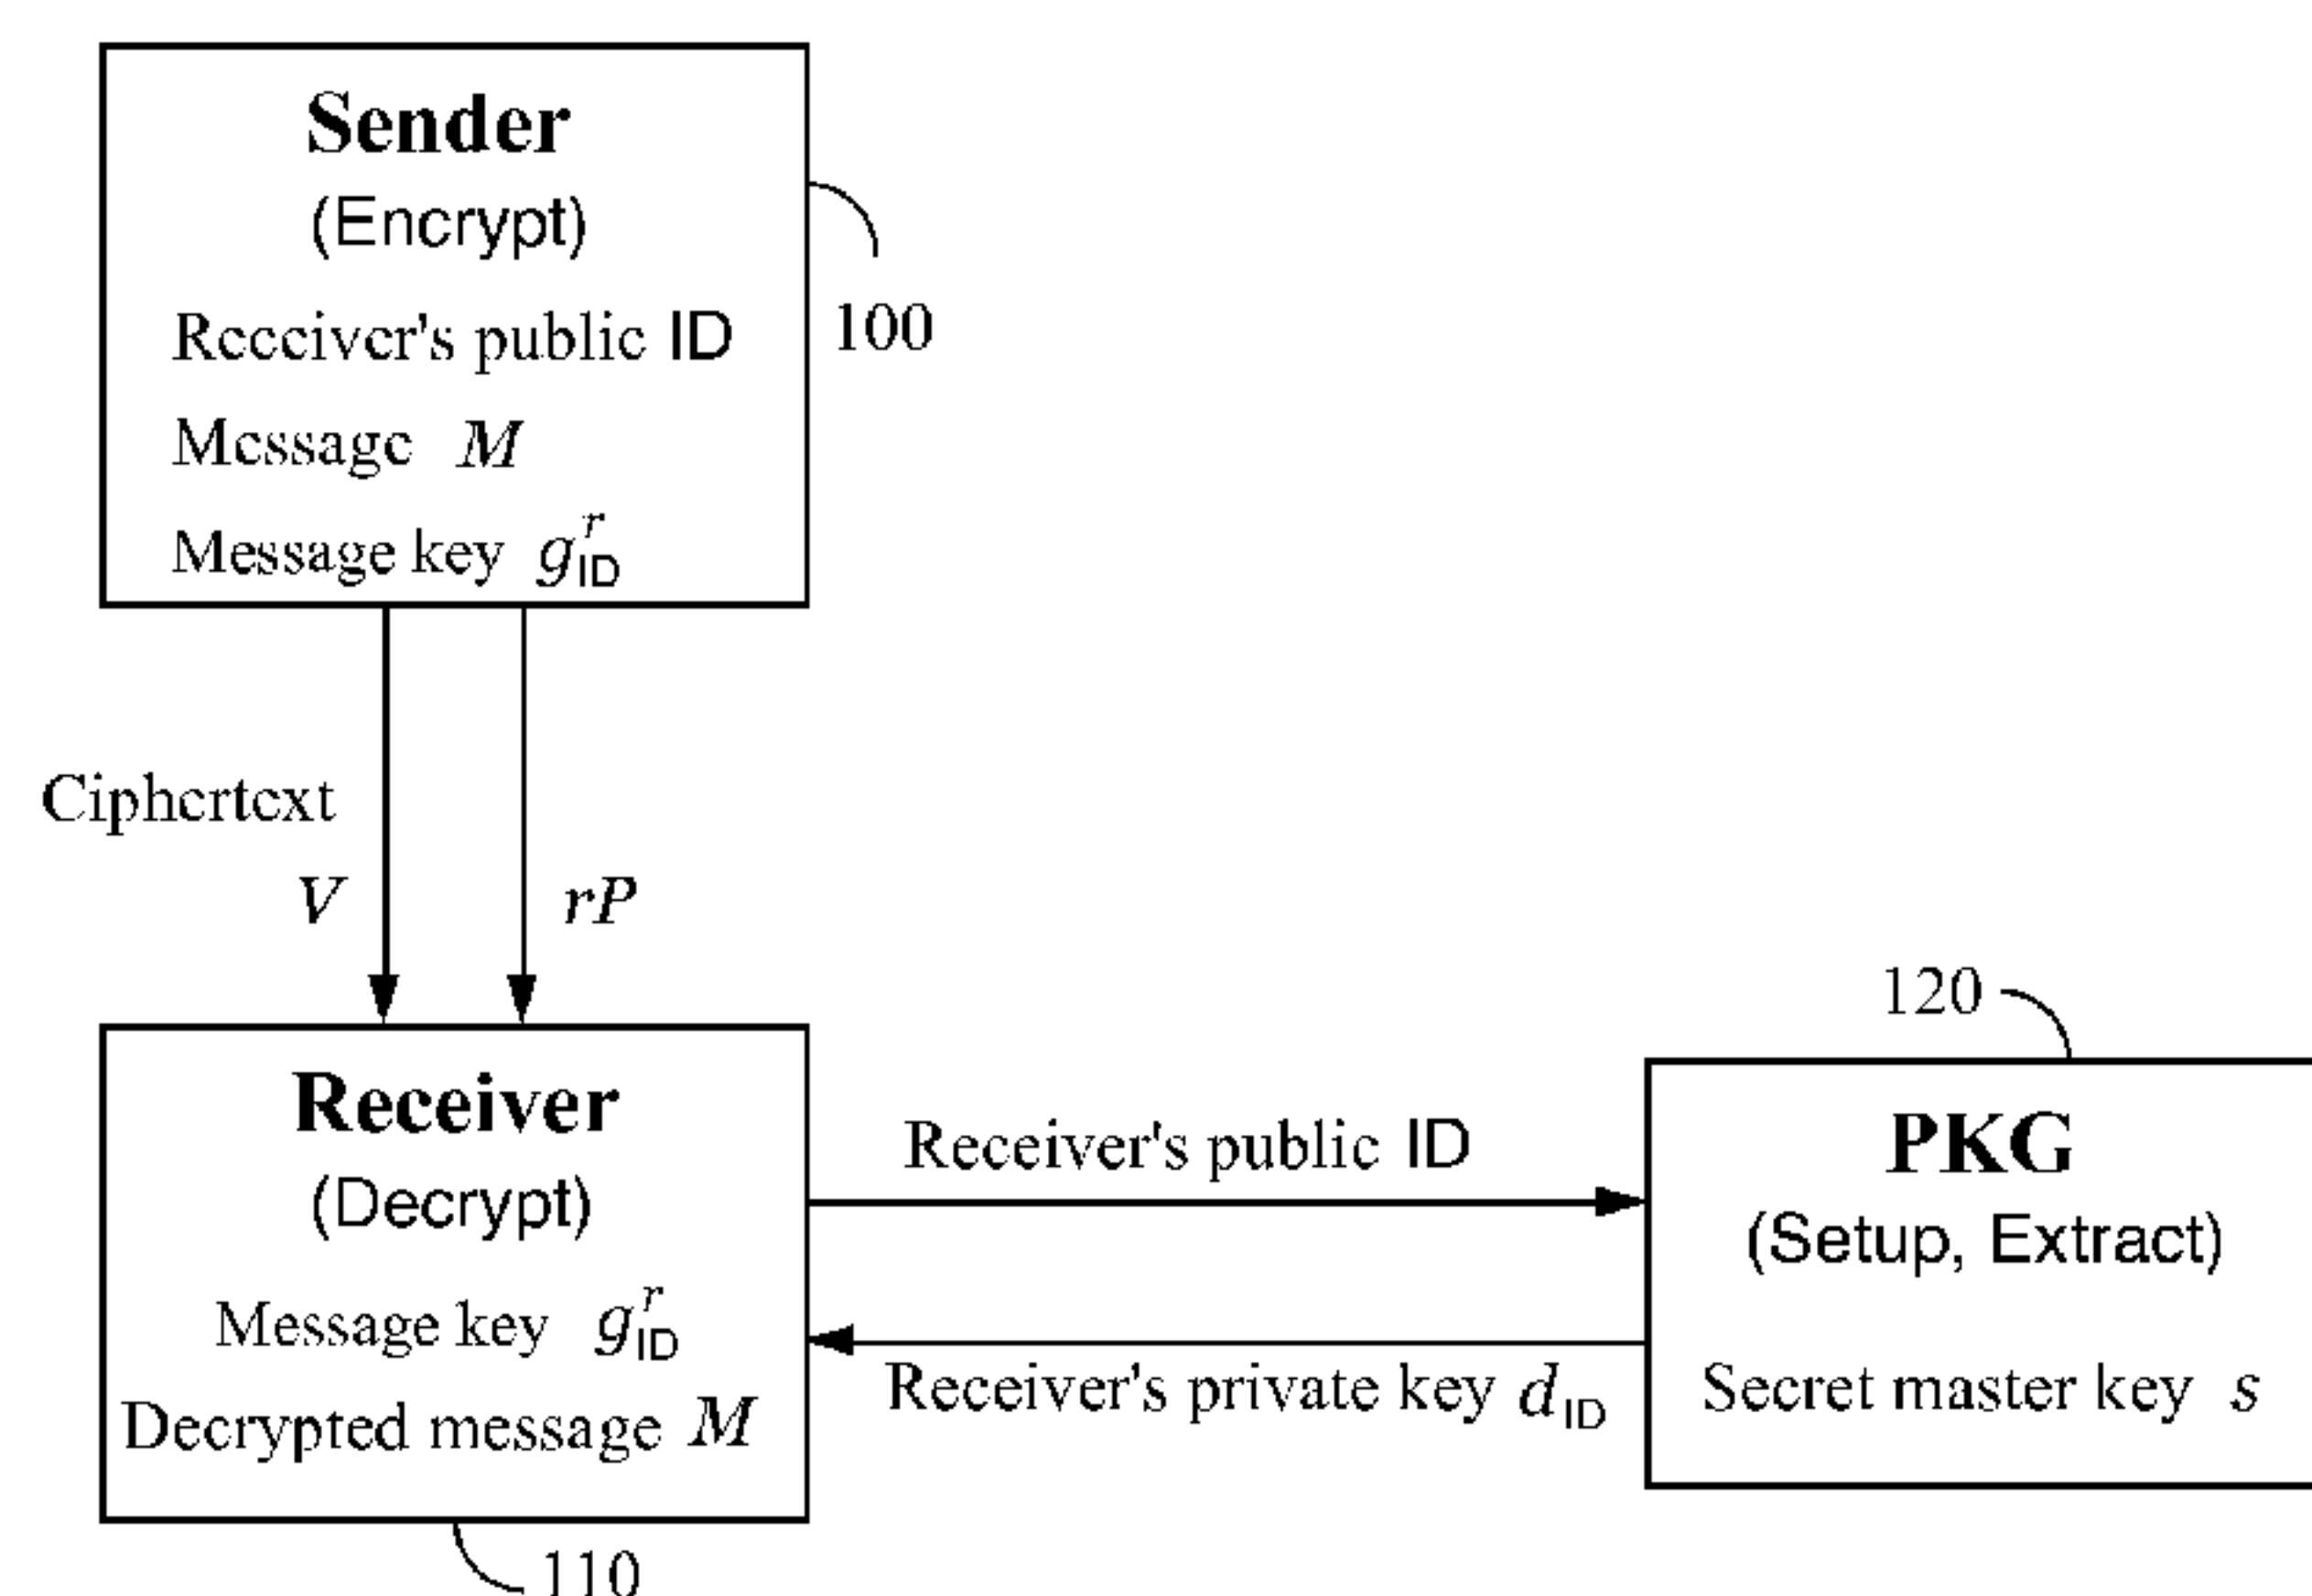 Sender
(Encrypt)
Receiver's public ID
Message M
Message key g^r_ID
100
Ciphertext
V
rP
Receiver
(Decrypt)
Message key g^r_ID
Decrypted message M
110
Receiver's public ID
Receiver's private key d_ID
120
PKG
(Setup, Extract)
Secret master key s